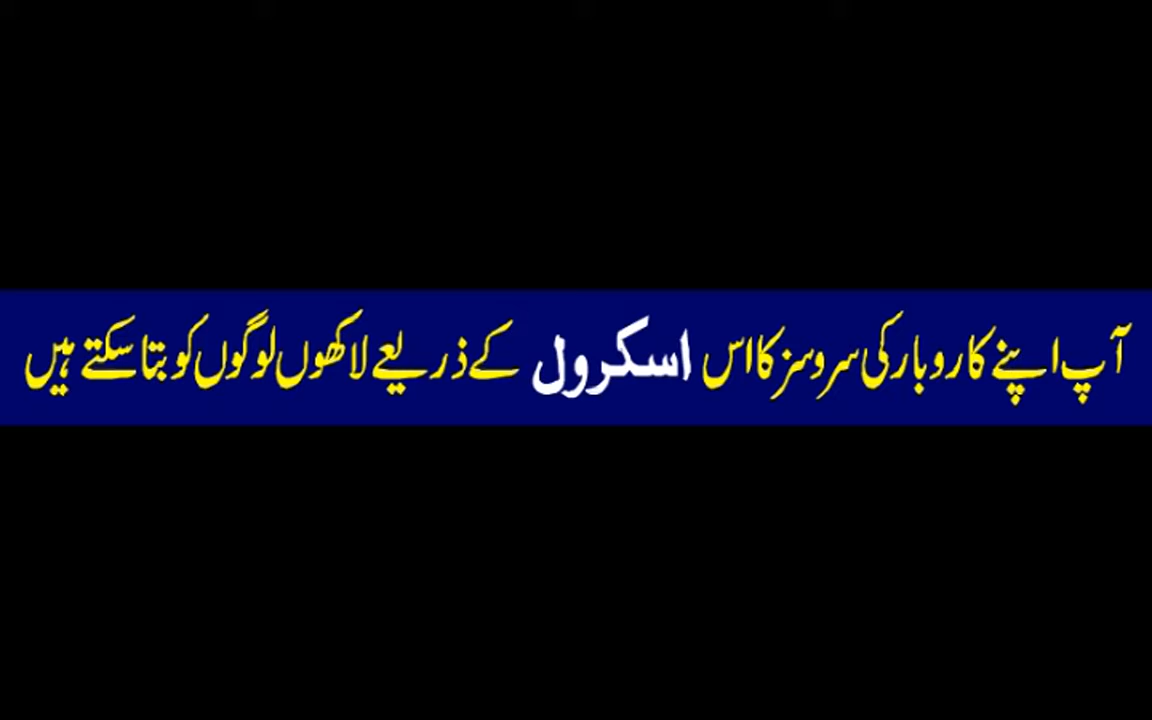 آپ اپنے کاروبار کی سروسز کا اس اسکرول کے ذریعے لاکھوں لوگوں کو بتا سکتے ہیں